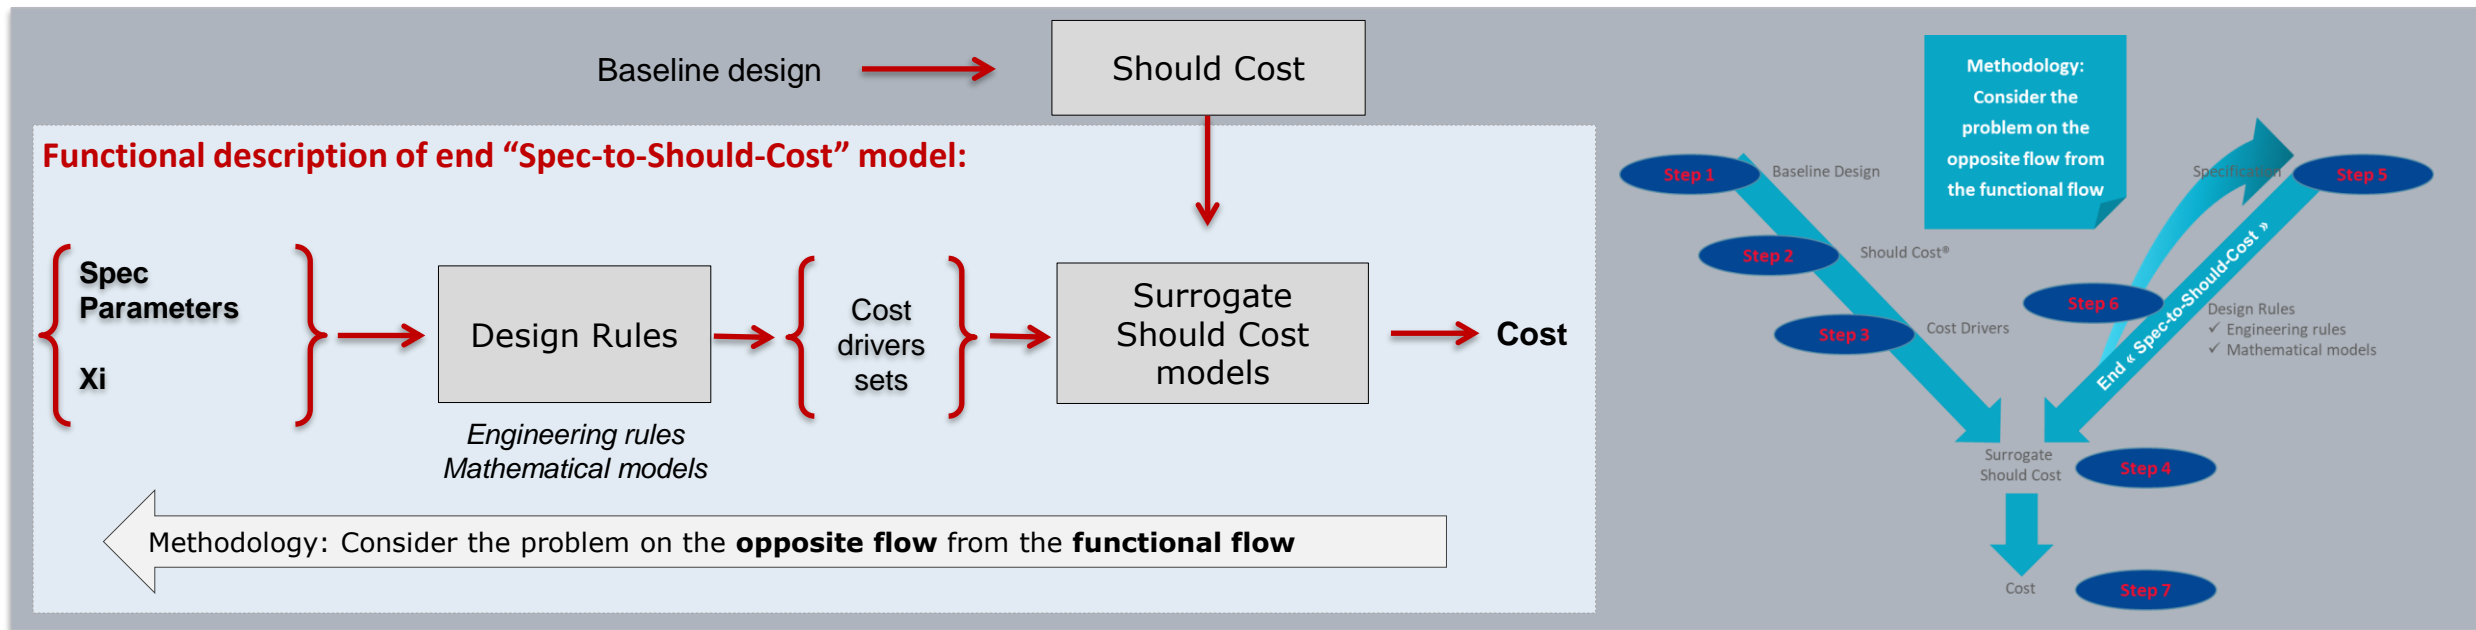 Baseline design
Should Cost
Functional description of end “Spec-to-Should-Cost” model:
Spec
Parameters
Xi
Design Rules
Engineering rules
Mathematical models
Cost
drivers
sets
Surrogate
Should Cost
models
Cost
Methodology: Consider the problem on the opposite flow from the functional flow
Methodology:
Consider the
problem on the
opposite flow from
the functional flow
Step 1
Baseline Design
Specification
Step 5
Step 2
Should Cost®
Step 3
Cost Drivers
Step 6
Design Rules
✓ Engineering rules
✓ Mathematical models
End « Spec-to-Should-Cost »
Surrogate
Should Cost
Step 4
Cost
Step 7